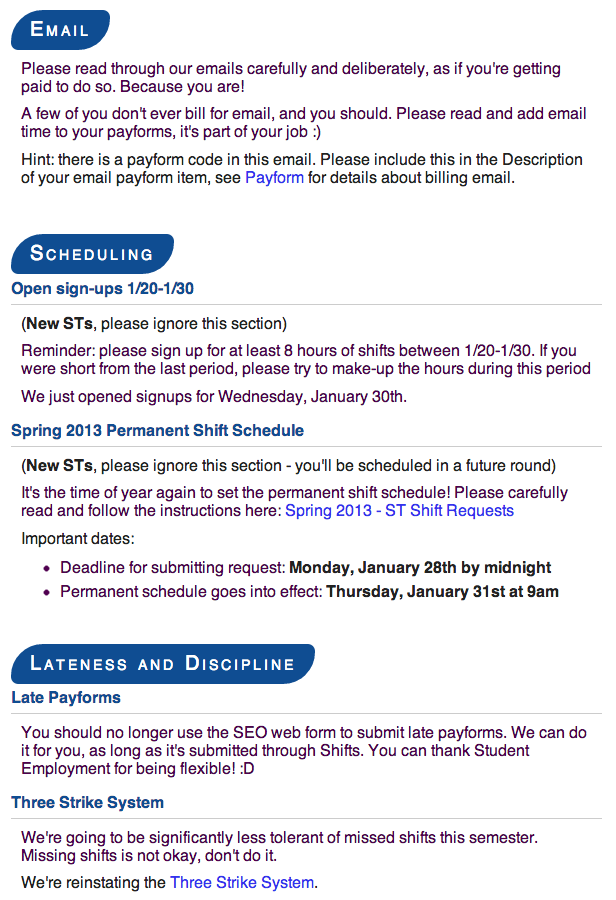 EMAIL
Please read through our emails carefully and deliberately, as if you're getting
paid to do so. Because you are!
A few of you don't ever bill for email, and you should. Please read and add email
time to your payforms, it's part of your job :)
Hint: there is a payform code in this email. Please include this in the Description
of your email payform item, see Payform for details about billing email.
SCHEDULING
Open sign-ups 1/20-1/30
(New STs, please ignore this section)
Reminder: please sign up for at least 8 hours of shifts between 1/20-1/30. If you
were short from the last period, please try to make-up the hours during this period
We just opened signups for Wednesday, January 30th.
Spring 2013 Permanent Shift Schedule
(New STs, please ignore this section - you'll be scheduled in a future round)
It's the time of year again to set the permanent shift schedule! Please carefully
read and follow the instructions here: Spring 2013 - ST Shift Requests
Important dates:
• Deadline for submitting request: Monday, January 28th by midnight
• Permanent schedule goes into effect: Thursday, January 31st at 9am
LATENESS AND DISCIPLINE
Late Payforms
You should no longer use the SEO web form to submit late payforms. We can do
it for you, as long as it's submitted through Shifts. You can thank Student
Employment for being flexible! :D
Three Strike System
We're going to be significantly less tolerant of missed shifts this semester.
Missing shifts is not okay, don't do it.
We're reinstating the Three Strike System.